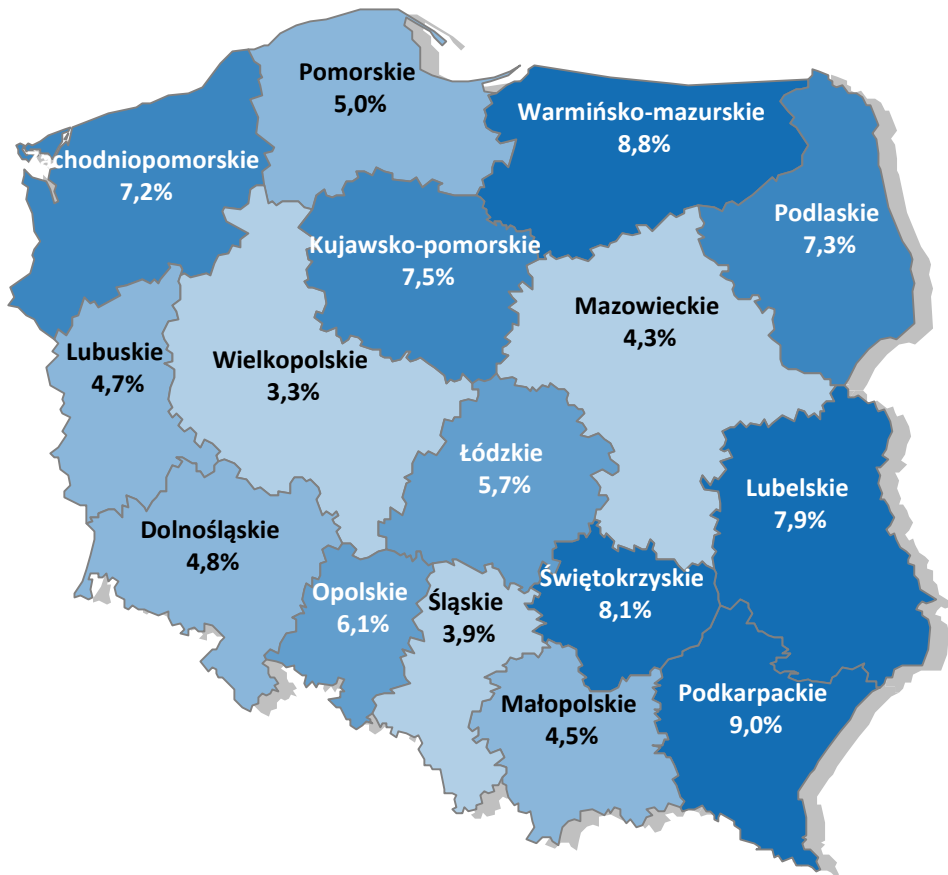 Pomorskie
5,0%
Warmińsko-mazurskie
8,8%
Zachodniopomorskie
7,2%
Podlaskie
7,3%
Kujawsko-pomorskie
7,5%
Mazowieckie
4,3%
Lubuskie
4,7%
Wielkopolskie
3,3%
Łódzkie
5,7%
Lubelskie
7,9%
Dolnośląskie
4,8%
Opolskie
6,1%
Śląskie
3,9%
Świętokrzyskie
8,1%
Małopolskie
4,5%
Podkarpackie
9,0%